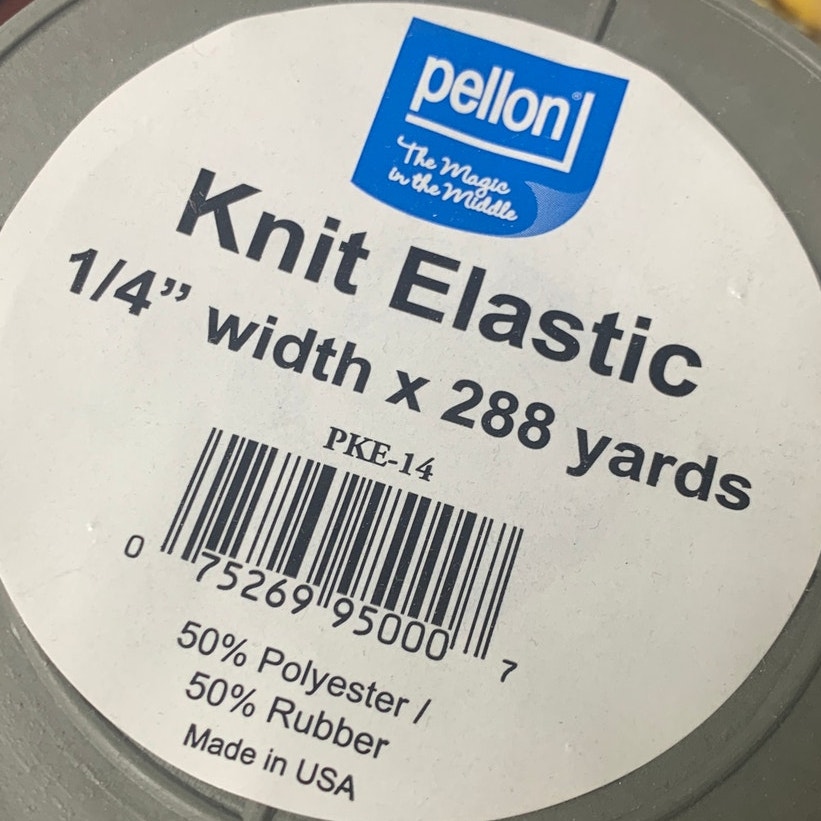 pellon®
The Magic
in the Middle
Knit Elastic
1/4” width x 288 yards
PKE-14
0 75269 95000 7
50% Polyester /
50% Rubber
Made in USA